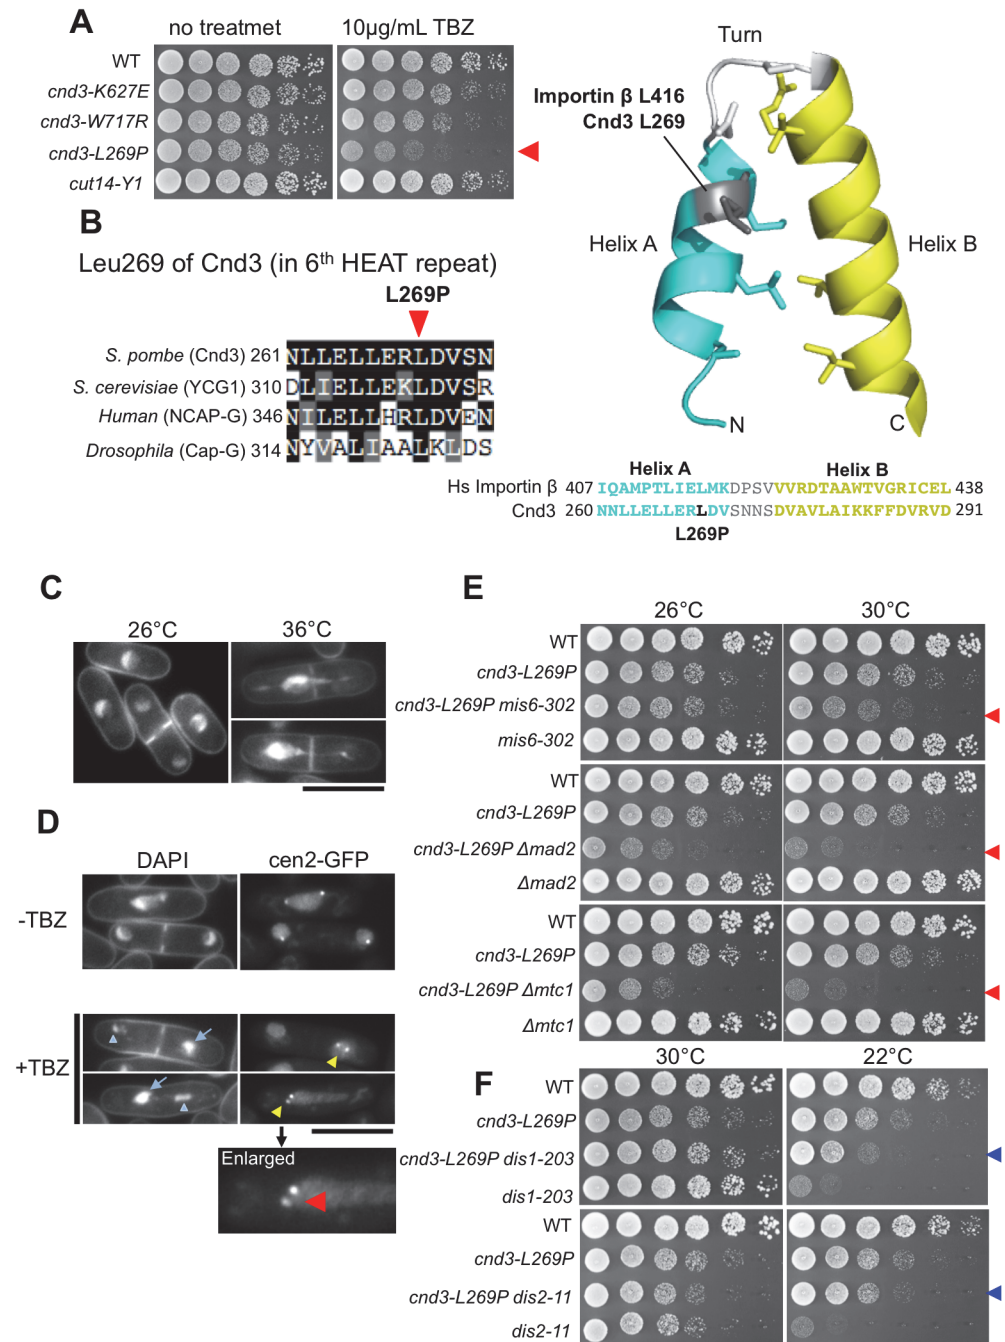 A
no treatmet
10µg/mL TBZ
WT
cnd3-K627E
cnd3-W717R
cnd3-L269P
cut14-Y1
Turn
Importin β L416
Cnd3 L269
Helix A
Helix B
N
C
B
Leu269 of Cnd3 (in 6th HEAT repeat)
L269P
S. pombe (Cnd3) 261 NLLELLERLDVSN
S. cerevisiae (YCG1) 310 DLIELLEKLDVSR
Human (NCAP-G) 346 NILELLHRLDVEN
Drosophila (Cap-G) 314 NYVALIAALKLDS
Helix A
Helix B
Hs Importin β 407 IQAMPTLIELMKDPSVVVRDTAAWTVGRICEL 438
Cnd3 260 NNLLELLERLDVSNNSDVAVLAIKKFFDVRVD 291
L269P
C
26°C
36°C
D
DAPI
cen2-GFP
-TBZ
+TBZ
Enlarged
E
26°C
30°C
WT
cnd3-L269P
cnd3-L269P mis6-302
mis6-302
WT
cnd3-L269P
cnd3-L269P Δmad2
Δmad2
WT
cnd3-L269P
cnd3-L269P Δmtc1
Δmtc1
F
30°C
22°C
WT
cnd3-L269P
cnd3-L269P dis1-203
dis1-203
WT
cnd3-L269P
cnd3-L269P dis2-11
dis2-11